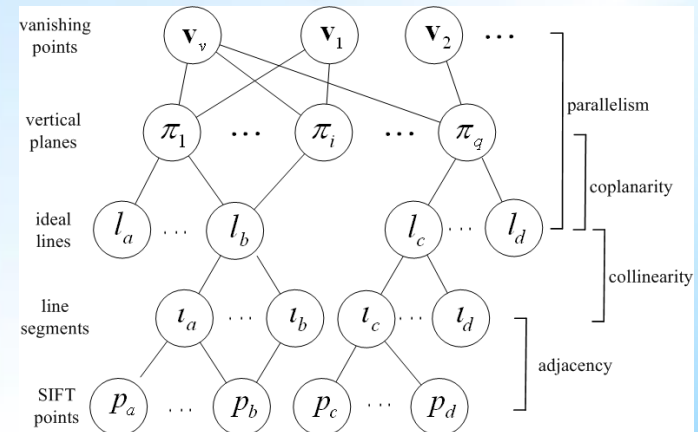 vanishing points
v_v v_1 v_2 ...
parallelism
vertical planes
π_1 ... π_i ... π_q
coplanarity
ideal lines
l_a ... l_b l_c ... l_d
collinearity
line segments
ι_a ... ι_b ι_c ... ι_d
adjacency
SIFT points
p_a ... p_b p_c ... p_d